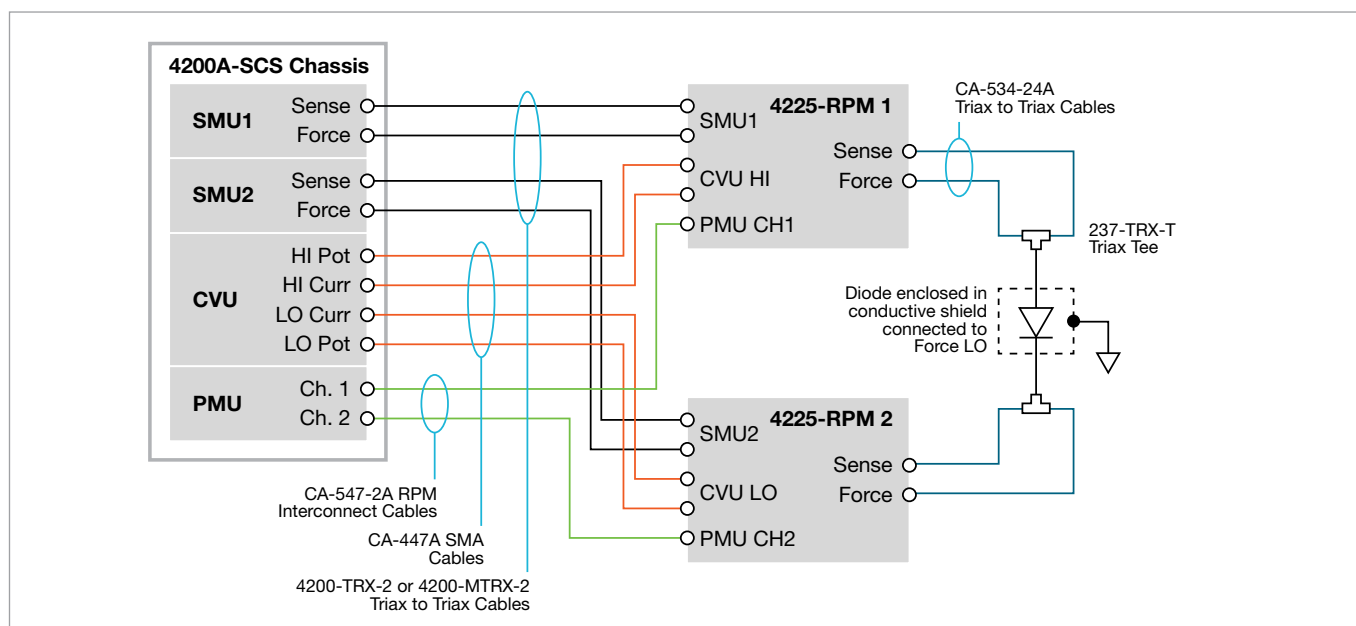 4200A-SCS Chassis
SMU1
Sense
Force
SMU2
Sense
Force
CVU
HI Pot
HI Curr
LO Curr
LO Pot
PMU
Ch. 1
Ch. 2
CA-547-2A RPM
Interconnect Cables
CA-447A SMA
Cables
4200-TRX-2 or 4200-MTRX-2
Triax to Triax Cables
4225-RPM 1
SMU1
CVU HI
PMU CH1
Sense
Force
CA-534-24A
Triax to Triax Cables
237-TRX-T
Triax Tee
Diode enclosed in
conductive shield
connected to
Force LO
4225-RPM 2
SMU2
CVU LO
PMU CH2
Sense
Force